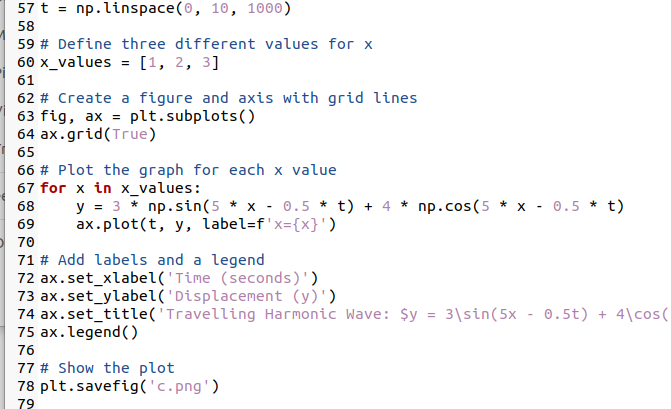 57 t = np.linspace(0, 10, 1000)
58
59 # Define three different values for x
60 x_values = [1, 2, 3]
61
62 # Create a figure and axis with grid lines
63 fig, ax = plt.subplots()
64 ax.grid(True)
65
66 # Plot the graph for each x value
67 for x in x_values:
68     y = 3 * np.sin(5 * x - 0.5 * t) + 4 * np.cos(5 * x - 0.5 * t)
69     ax.plot(t, y, label=f'x={x}')
70
71 # Add labels and a legend
72 ax.set_xlabel('Time (seconds)')
73 ax.set_ylabel('Displacement (y)')
74 ax.set_title('Travelling Harmonic Wave: $y = 3\sin(5x - 0.5t) + 4\cos(
75 ax.legend()
76
77 # Show the plot
78 plt.savefig('c.png')
79